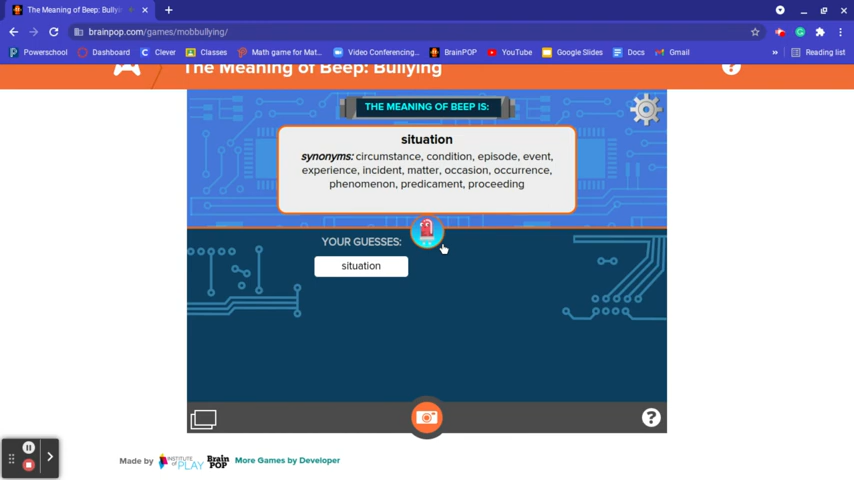 The Meaning of Beep: Bullying
brainpop.com/games/mobbullying/
Powerschool Dashboard Clever Classes Math game for Mat... Video Conferencing... BrainPOP YouTube Google Slides Docs Gmail » Reading list
The Meaning of Beep: Bullying
THE MEANING OF BEEP IS:
situation
synonyms: circumstance, condition, episode, event,
experience, incident, matter, occasion, occurrence,
phenomenon, predicament, proceeding
YOUR GUESSES:
situation
?
Made by INSTITUTE of PLAY Brain POP More Games by Developer